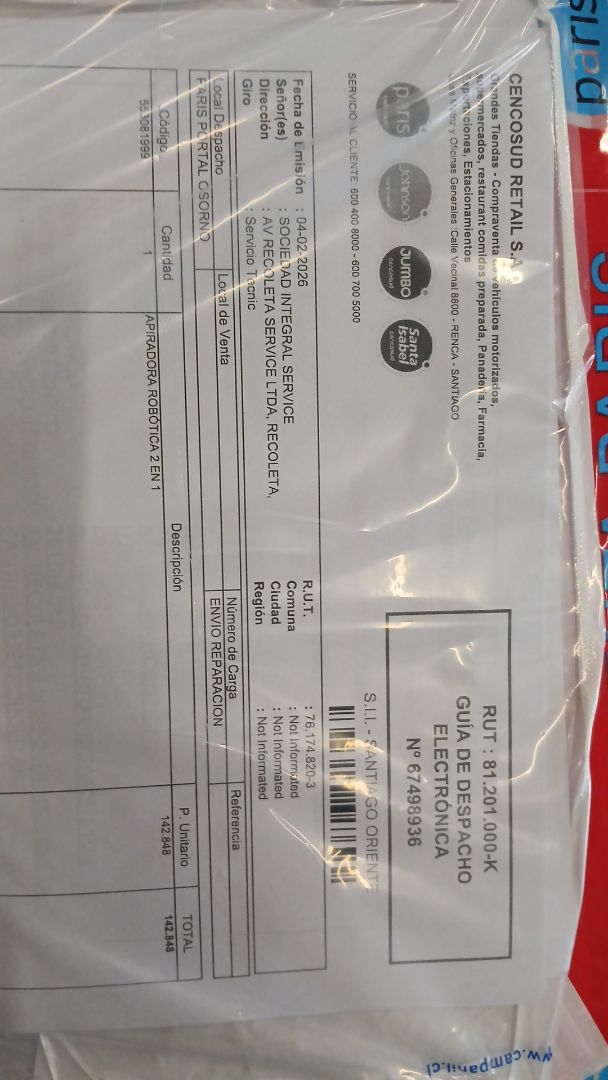 paris
CENCOSUD RETAIL S.A.
Grandes Tiendas - Compraventa de vehículos motorizados,
supermercados, restaurant comidas preparada, Panadería, Farmacia,
Exportaciones, Estacionamientos
Casa Matriz y Oficinas Generales :Calle Vecinal 8600 - RENCA - SANTIAGO
paris
Johnson
JUMBO
cencosud
Santa Isabel
cencosud
SERVICIO AL CLIENTE 600 400 8000 - 600 700 5000
RUT : 81.201.000-K
GUÍA DE DESPACHO
ELECTRÓNICA
N° 67498936
S.I.I. - SANTIAGO ORIENTE
Fecha de Emisión : 04-02-2026
Señor(es) : SOCIEDAD INTEGRAL SERVICE
Dirección : AV RECOLETA SERVICE LTDA, RECOLETA,
Giro : Servicio Tecnic
R.U.T. : 76.174.820-3
Comuna : Not Informated
Ciudad : Not Informated
Región : Not Informated
Local Despacho Local de Venta Número de Carga Referencia
PARIS PORTAL OSORNO ENVIO REPARACION
Código Cantidad Descripción P. Unitario TOTAL
1 APIRADORA ROBÓTICA 2 EN 1 142.848 142.848
www.campanil.cl